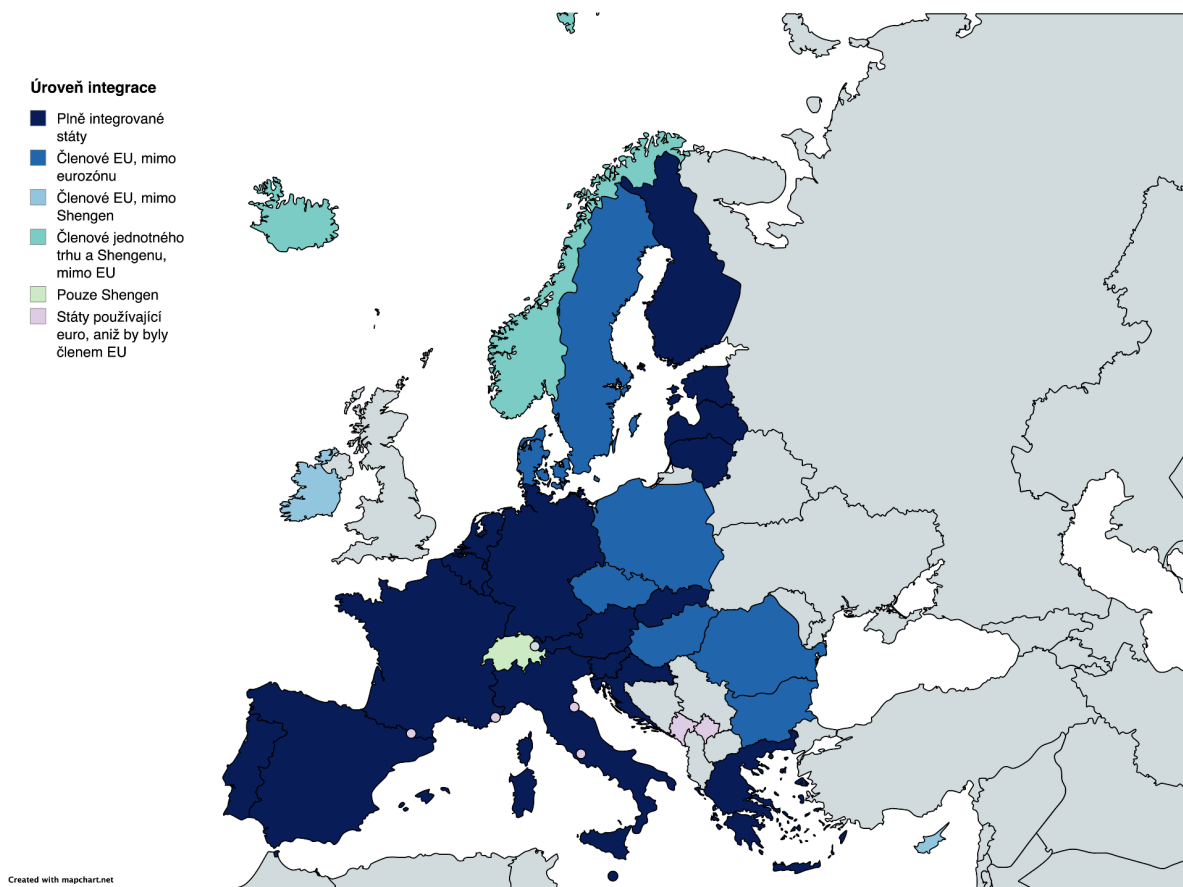 Úroveň integrace
Plně integrované
státy
Členové EU, mimo
eurozónu
Členové EU, mimo
Shengen
Členové jednotného
trhu a Shengenu,
mimo EU
Pouze Shengen
Státy používající
euro, aniž by byly
členem EU
Created with mapchart.net